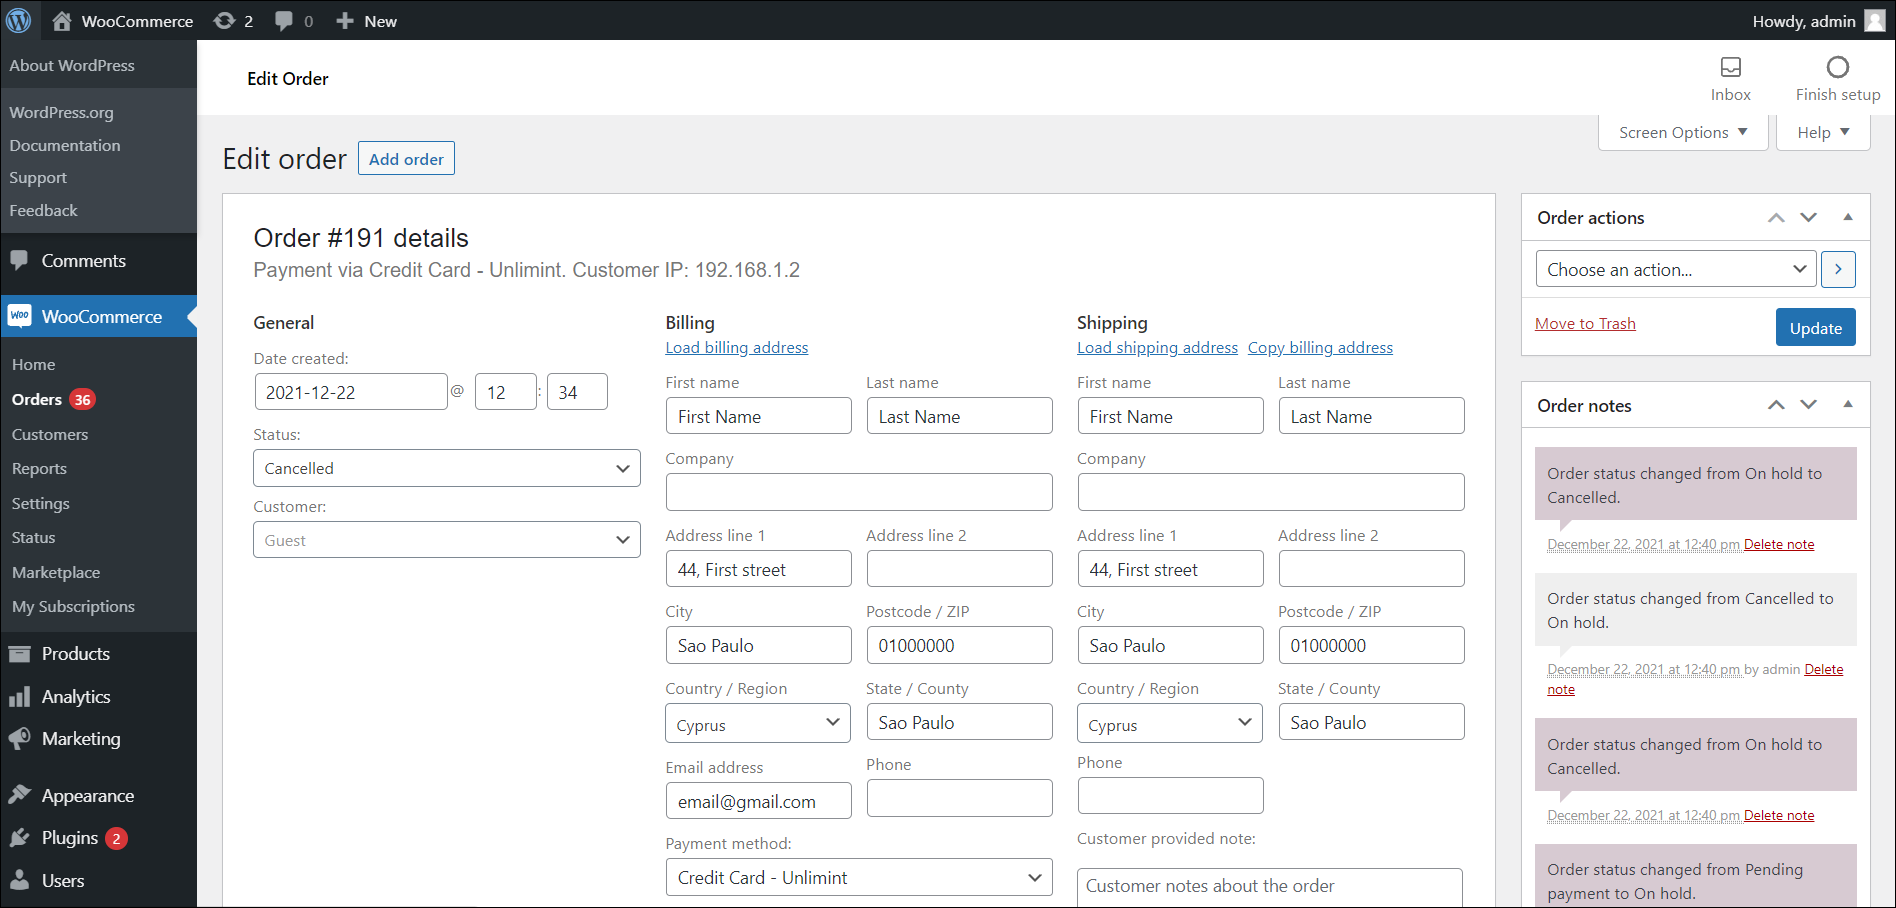 WooCommerce 2 0 New Howdy, admin
About WordPress
WordPress.org
Documentation
Support
Feedback
Comments
Woo WooCommerce
Home
Orders 36
Customers
Reports
Settings
Status
Marketplace
My Subscriptions
Products
Analytics
Marketing
Appearance
Plugins 2
Users
Edit Order
Inbox
Finish setup
Screen Options
Help
Edit order Add order
Order #191 details
Payment via Credit Card - Unlimint. Customer IP: 192.168.1.2
General
Date created:
2021-12-22 @ 12 : 34
Status:
Cancelled
Customer:
Guest
Billing
Load billing address
First name Last name
First Name Last Name
Company
Address line 1 Address line 2
44, First street
City Postcode / ZIP
Sao Paulo 01000000
Country / Region State / County
Cyprus Sao Paulo
Email address Phone
email@gmail.com
Payment method:
Credit Card - Unlimint
Shipping
Load shipping address Copy billing address
First name Last name
First Name Last Name
Company
Address line 1 Address line 2
44, First street
City Postcode / ZIP
Sao Paulo 01000000
Country / Region State / County
Cyprus Sao Paulo
Phone
Customer provided note:
Customer notes about the order
Order actions
Choose an action...
Move to Trash Update
Order notes
Order status changed from On hold to
Cancelled.
December 22, 2021 at 12:40 pm Delete note
Order status changed from Cancelled to
On hold.
December 22, 2021 at 12:40 pm by admin Delete
note
Order status changed from On hold to
Cancelled.
December 22, 2021 at 12:40 pm Delete note
Order status changed from Pending
payment to On hold.